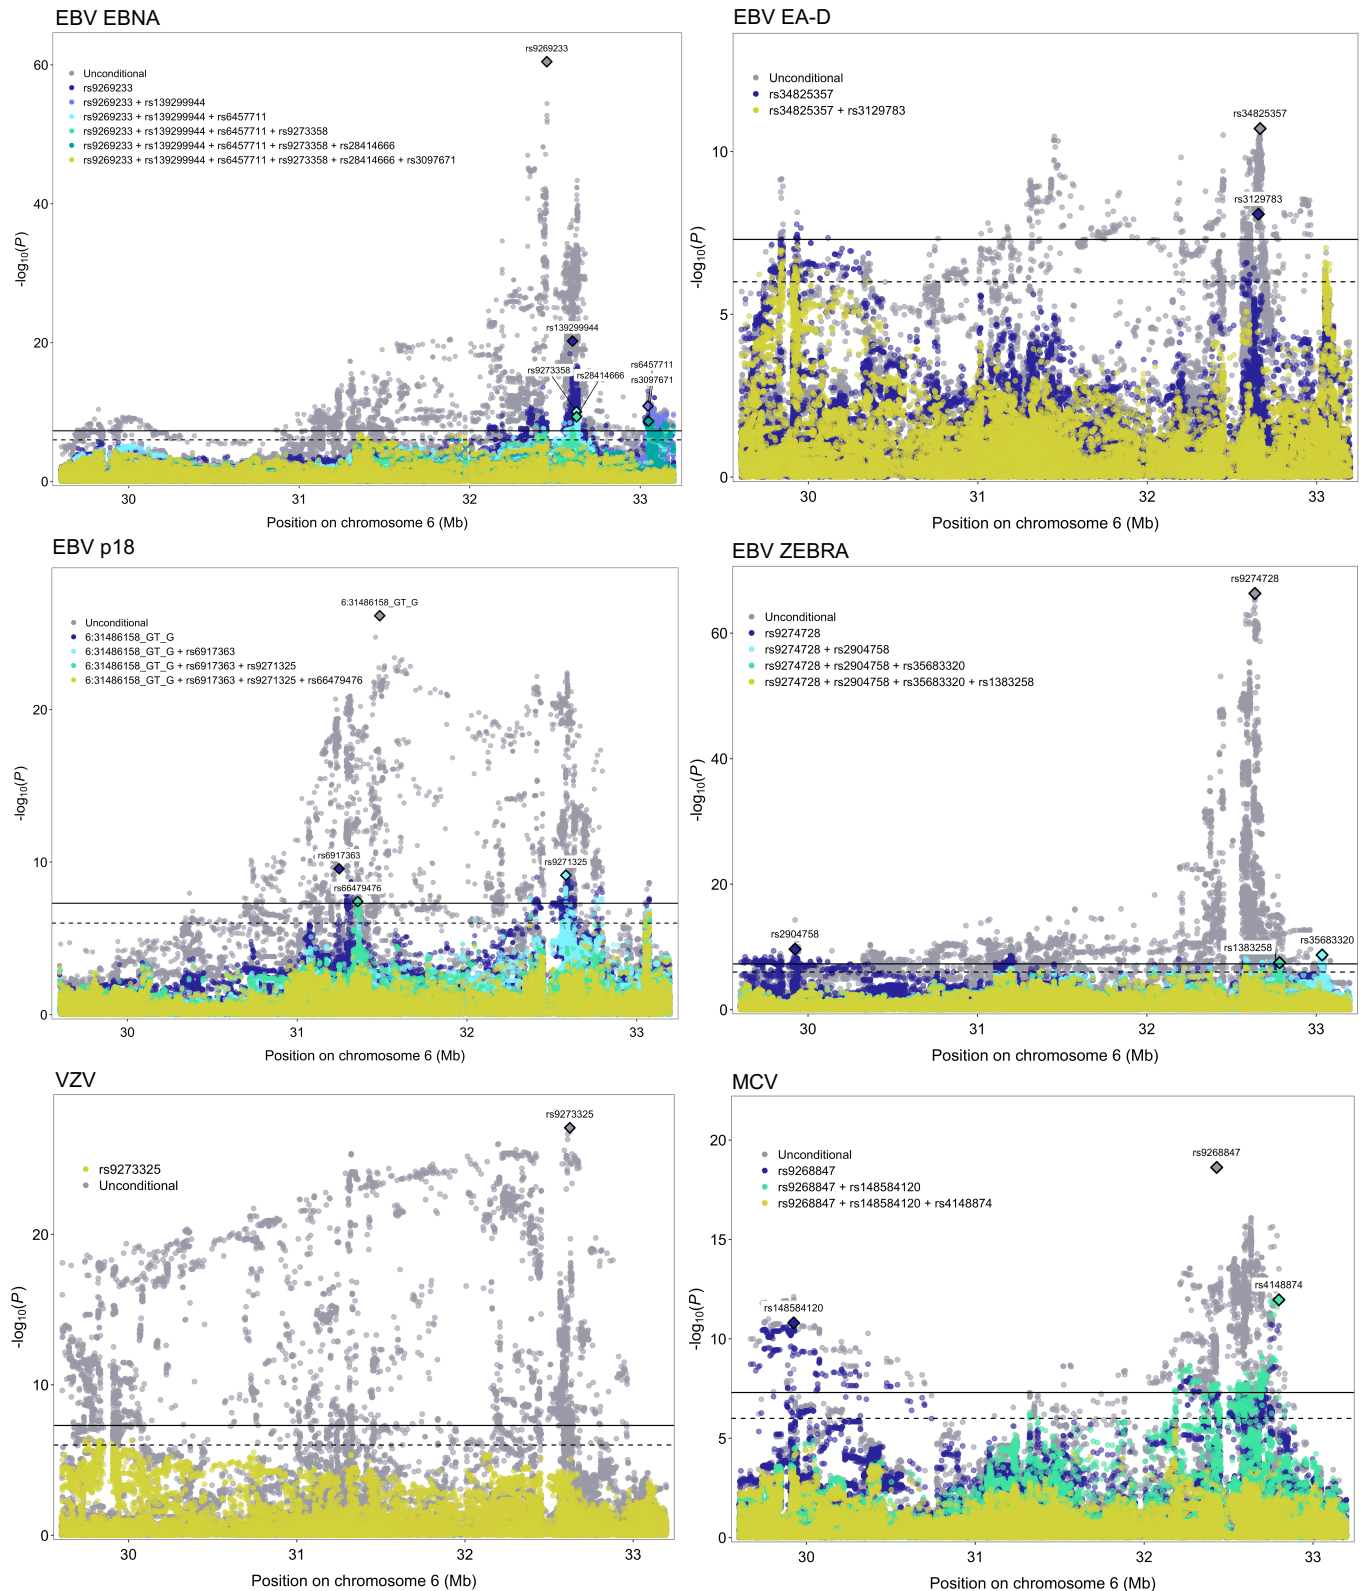 EBV EBNA
-log10(P)
60
40
20
0
Unconditional
rs9269233
rs9269233 + rs139299944
rs9269233 + rs139299944 + rs6457711
rs9269233 + rs139299944 + rs6457711 + rs9273358
rs9269233 + rs139299944 + rs6457711 + rs9273358 + rs28414666
rs9269233 + rs139299944 + rs6457711 + rs9273358 + rs28414666 + rs3097671
rs9269233
rs139299944
rs9273358
rs28414666
rs6457711
rs3097671
30
31
32
33
Position on chromosome 6 (Mb)
EBV EA-D
-log10(P)
10
5
0
Unconditional
rs34825357
rs34825357 + rs3129783
rs34825357
rs3129783
30
31
32
33
Position on chromosome 6 (Mb)
EBV p18
-log10(P)
20
10
0
Unconditional
6:31486158_GT_G
6:31486158_GT_G + rs6917363
6:31486158_GT_G + rs6917363 + rs9271325
6:31486158_GT_G + rs6917363 + rs9271325 + rs66479476
6:31486158_GT_G
rs6917363
rs66479476
rs9271325
30
31
32
33
Position on chromosome 6 (Mb)
EBV ZEBRA
-log10(P)
60
40
20
0
Unconditional
rs9274728
rs9274728 + rs2904758
rs9274728 + rs2904758 + rs35683320
rs9274728 + rs2904758 + rs35683320 + rs1383258
rs9274728
rs2904758
rs1383258
rs35683320
30
31
32
33
Position on chromosome 6 (Mb)
VZV
-log10(P)
20
10
0
rs9273325
Unconditional
rs9273325
30
31
32
33
Position on chromosome 6 (Mb)
MCV
-log10(P)
20
15
10
5
0
Unconditional
rs9268847
rs9268847 + rs148584120
rs9268847 + rs148584120 + rs4148874
rs9268847
rs148584120
rs4148874
30
31
32
33
Position on chromosome 6 (Mb)